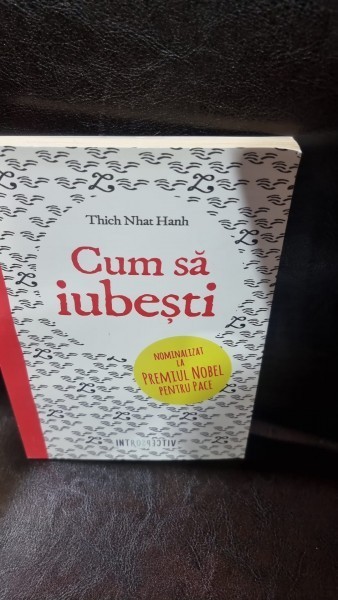 Thich Nhat Hanh
Cum să
iubești
NOMINALIZAT
LA
PREMIUL NOBEL
PENTRU PACE